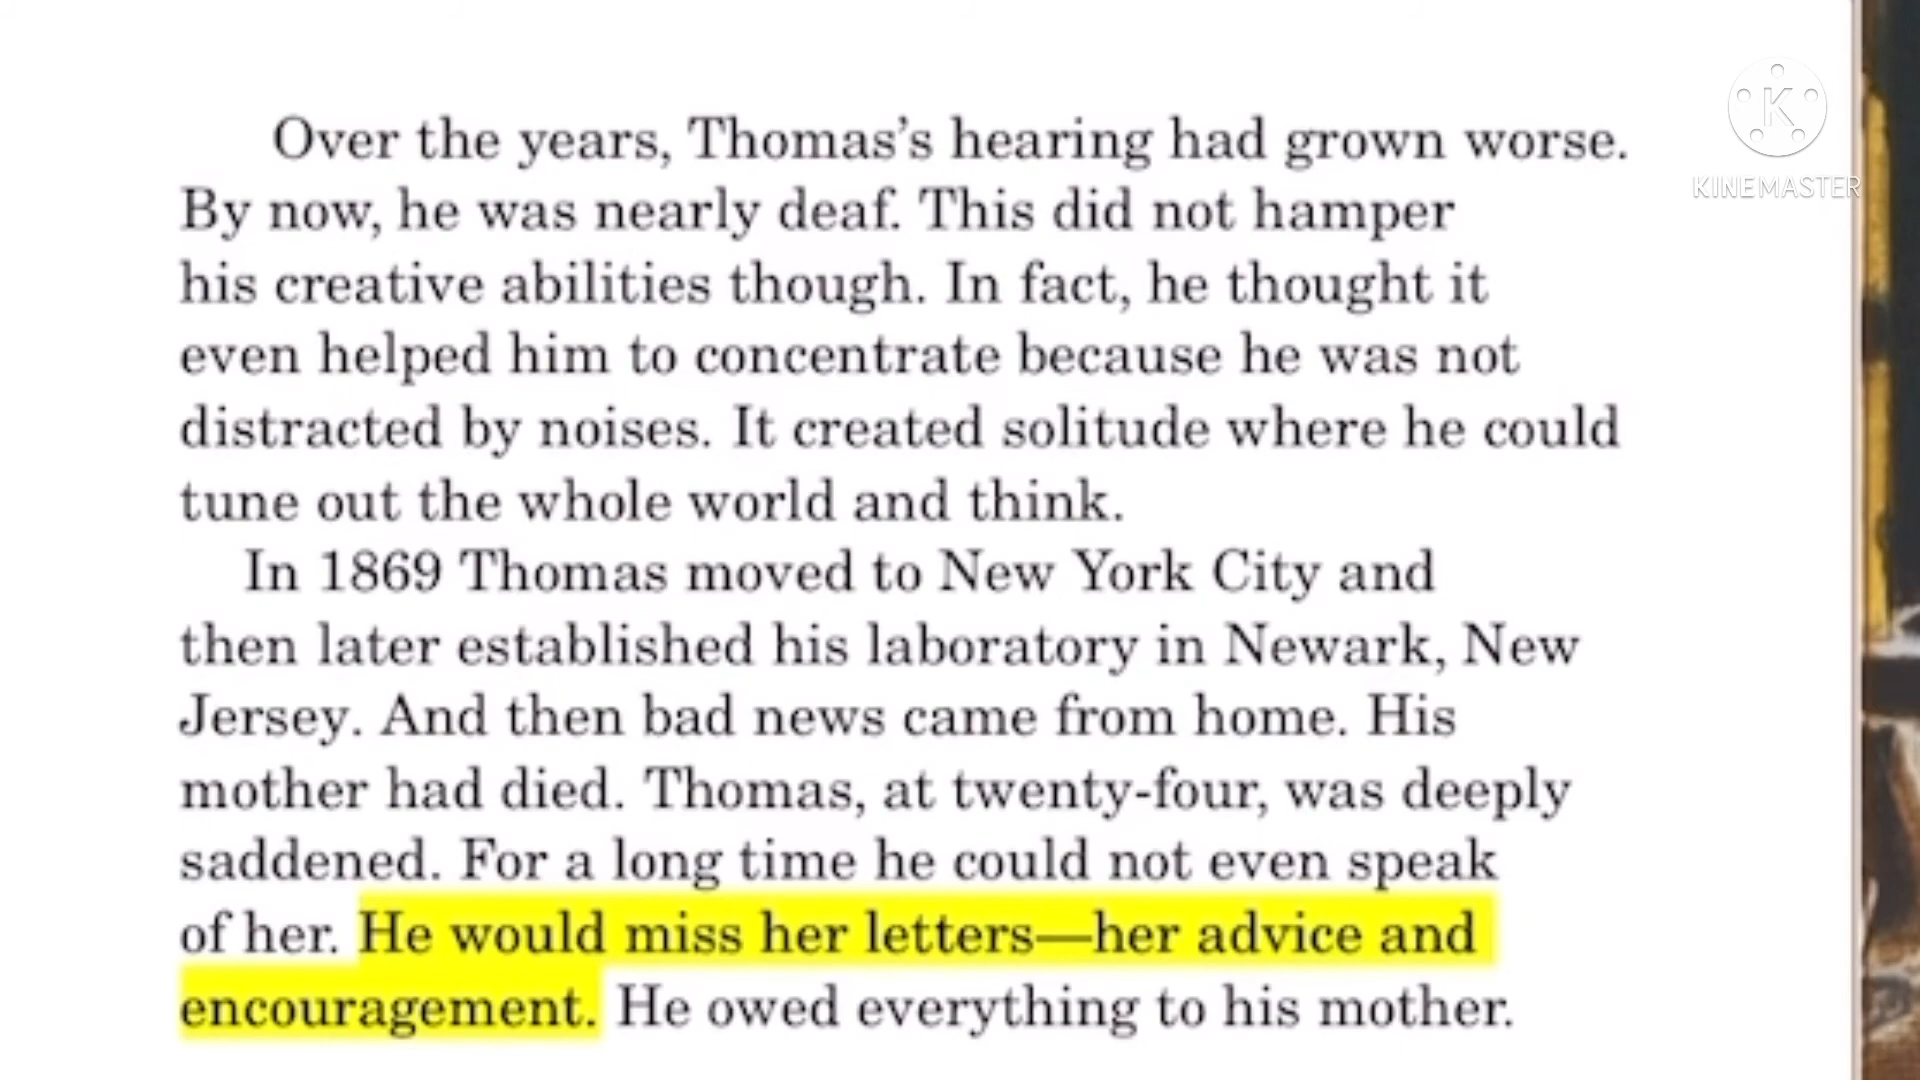 Over the years, Thomas's hearing had grown worse.
By now, he was nearly deaf. This did not hamper
his creative abilities though. In fact, he thought it
even helped him to concentrate because he was not
distracted by noises. It created solitude where he could
tune out the whole world and think.
In 1869 Thomas moved to New York City and
then later established his laboratory in Newark, New
Jersey. And then bad news came from home. His
mother had died. Thomas, at twenty-four, was deeply
saddened. For a long time he could not even speak
of her. He would miss her letters—her advice and
encouragement. He owed everything to his mother.
K
KINEMASTER